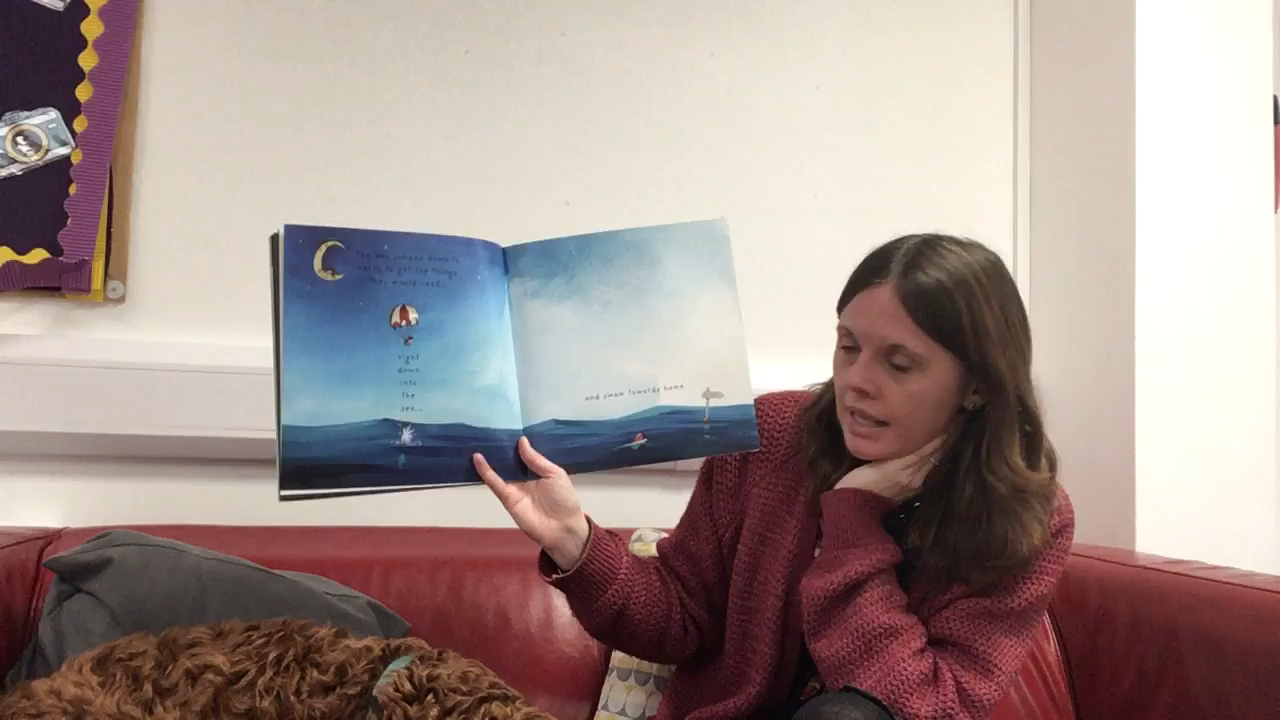 The boy jumped down to
earth to get the things
they would need...
right
down
into
the
sea...
and swam towards home